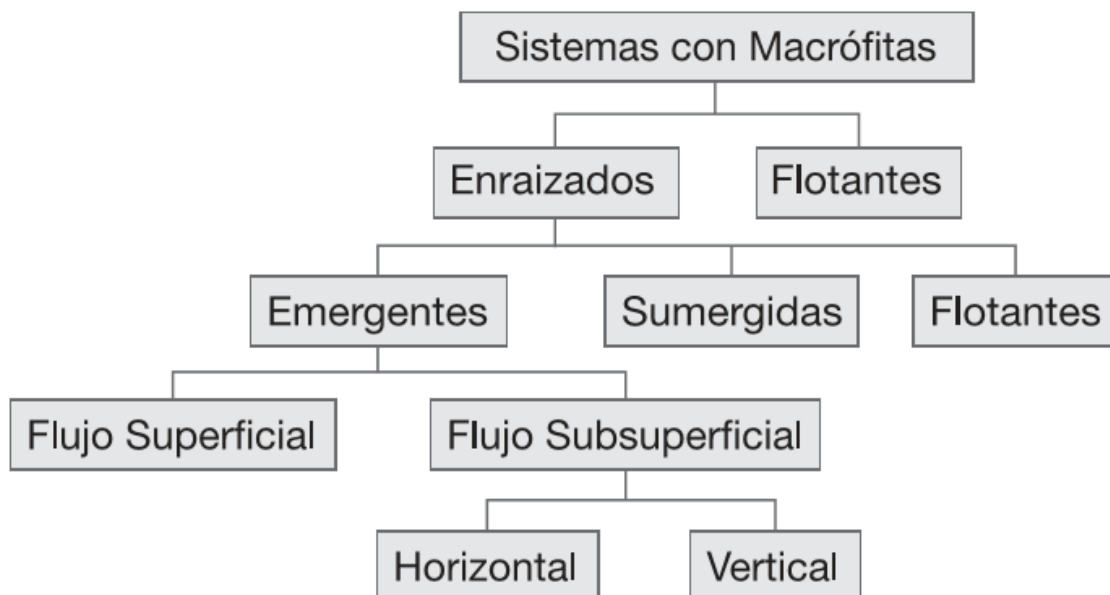 Sistemas con Macrófitas
Enraizados
Flotantes
Emergentes
Sumergidas
Flotantes
Flujo Superficial
Flujo Subsuperficial
Horizontal
Vertical